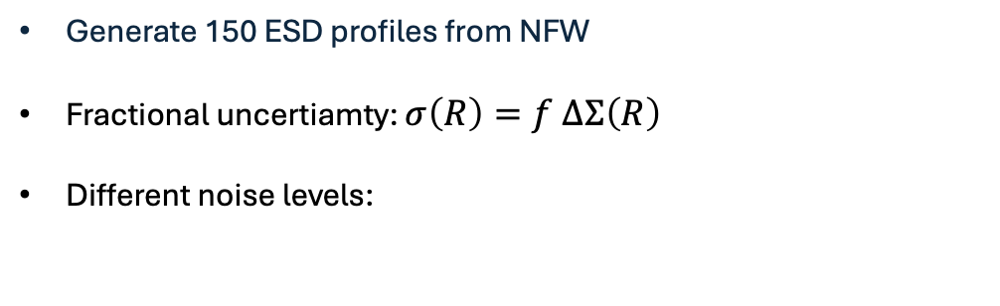 • Generate 150 ESD profiles from NFW
• Fractional uncertiamty: σ(R) = f ΔΣ(R)
• Different noise levels: